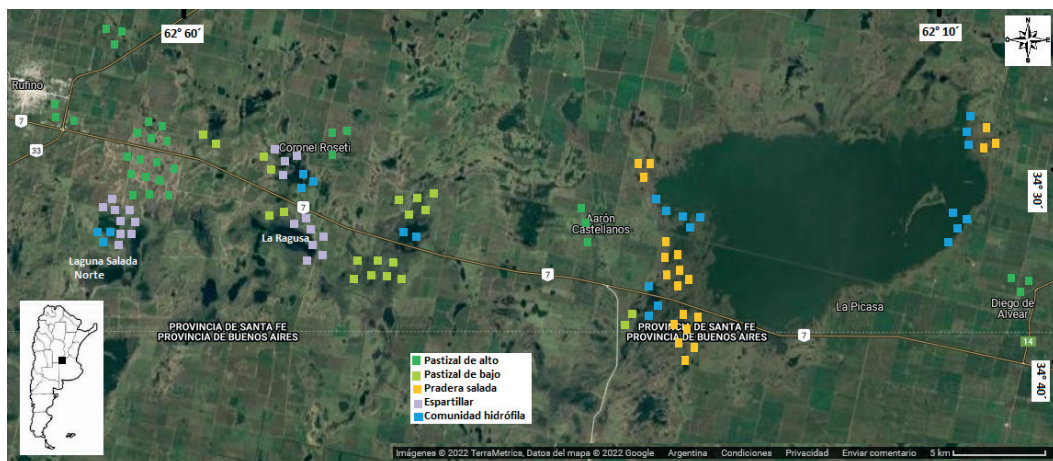 62° 60´
62° 10´
N
O
E
S
Rufino
7
33
Coronel Roseti
34° 30´
7
La Ragusa
Aarón
Castellanos
Laguna Salada
Norte
7
La Picasa
Diego de
Alvear
PROVINCIA DE SANTA FE
PROVINCIA DE BUENOS AIRES
PROVINCIA DE SANTA FE
PROVINCIA DE BUENOS AIRES
7
14
34° 40´
Pastizal de alto
Pastizal de bajo
Pradera salada
Espartillar
Comunidad hidrófila
Imágenes © 2022 TerraMetrics, Datos del mapa © 2022 Google Argentina Condiciones Privacidad Enviar comentario 5 km